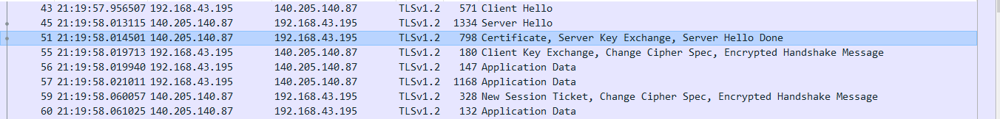 43 21:19:57.956507 192.168.43.195 140.205.140.87 TLSv1.2 571 Client Hello
45 21:19:58.013115 140.205.140.87 192.168.43.195 TLSv1.2 1334 Server Hello
51 21:19:58.014501 140.205.140.87 192.168.43.195 TLSv1.2 798 Certificate, Server Key Exchange, Server Hello Done
55 21:19:58.019713 192.168.43.195 140.205.140.87 TLSv1.2 180 Client Key Exchange, Change Cipher Spec, Encrypted Handshake Message
56 21:19:58.019940 192.168.43.195 140.205.140.87 TLSv1.2 147 Application Data
57 21:19:58.021011 192.168.43.195 140.205.140.87 TLSv1.2 1168 Application Data
59 21:19:58.060057 140.205.140.87 192.168.43.195 TLSv1.2 328 New Session Ticket, Change Cipher Spec, Encrypted Handshake Message
60 21:19:58.061025 140.205.140.87 192.168.43.195 TLSv1.2 132 Application Data